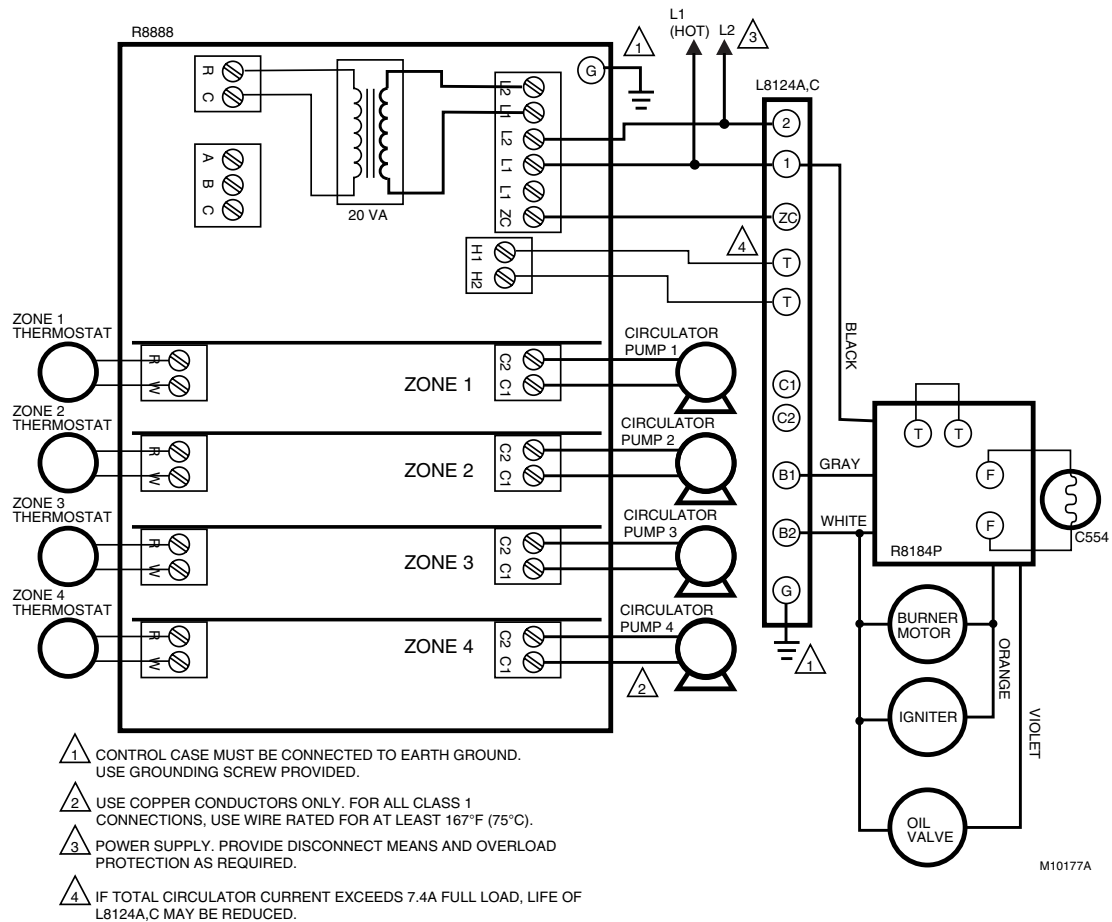 R8888
L1
(HOT)
L2
3
1
G
L8124A,C
R
C
A
B
C
20 VA
L2
L1
L2
L1
L1
ZC
H1
H2
2
1
ZC
4
T
T
C1
C2
B1
B2
G
1
BLACK
GRAY
WHITE
T
T
F
F
R8184P
C554
BURNER
MOTOR
IGNITER
OIL
VALVE
ORANGE
VIOLET
ZONE 1
THERMOSTAT
R
W
ZONE 1
C2
C1
CIRCULATOR
PUMP 1
ZONE 2
THERMOSTAT
R
W
ZONE 2
C2
C1
CIRCULATOR
PUMP 2
ZONE 3
THERMOSTAT
R
W
ZONE 3
C2
C1
CIRCULATOR
PUMP 3
ZONE 4
THERMOSTAT
R
W
ZONE 4
C2
C1
CIRCULATOR
PUMP 4
2
1 CONTROL CASE MUST BE CONNECTED TO EARTH GROUND.
USE GROUNDING SCREW PROVIDED.
2 USE COPPER CONDUCTORS ONLY. FOR ALL CLASS 1
CONNECTIONS, USE WIRE RATED FOR AT LEAST 167°F (75°C).
3 POWER SUPPLY. PROVIDE DISCONNECT MEANS AND OVERLOAD
PROTECTION AS REQUIRED.
4 IF TOTAL CIRCULATOR CURRENT EXCEEDS 7.4A FULL LOAD, LIFE OF
L8124A,C MAY BE REDUCED.
M10177A